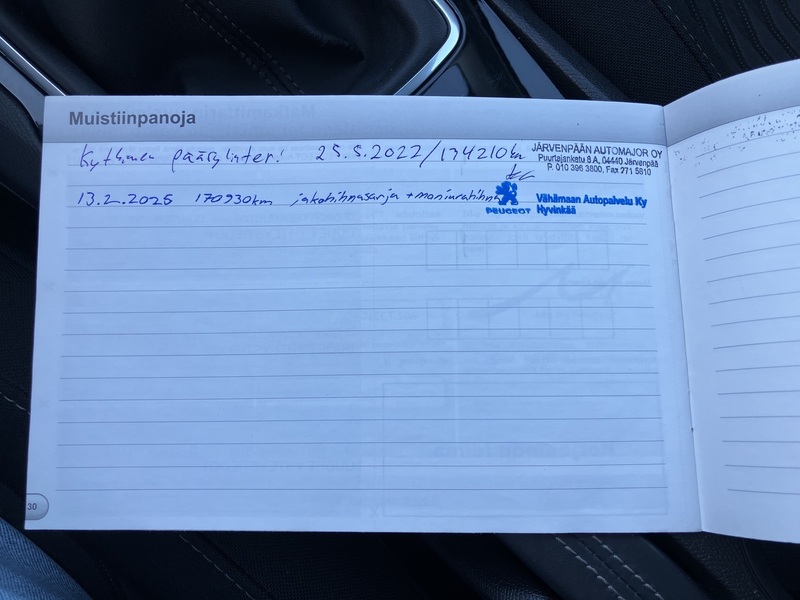 Muistiinpanoja
Kytkimen pääsylinteri 25.5.2022/134210km
JÄRVENPÄÄN AUTOMAJOR OY
Puurtajankatu 8 A, 04440 Järvenpää
P. 010 396 3800, Fax 271 5810
13.2.2025 170930km jakohihnasarja + moniurahihna
PEUGEOT
Vähämaan Autopalvelu Ky
Hyvinkää
30